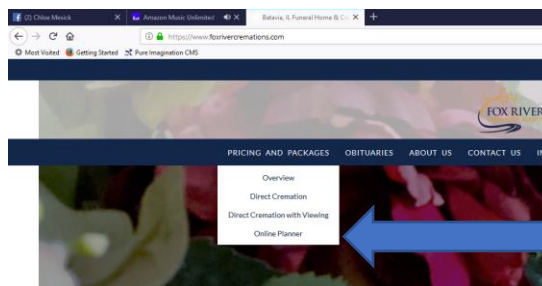 (2) Chloe Mesick
Amazon Music Unlimited
Batavia, IL Funeral Home & Cr
https://www.foxrivercremations.com
Most Visited Getting Started Pure Imagination CMS
FOX RIVER
PRICING AND PACKAGES OBITUARIES ABOUT US CONTACT US
Overview
Direct Cremation
Direct Cremation with Viewing
Online Planner